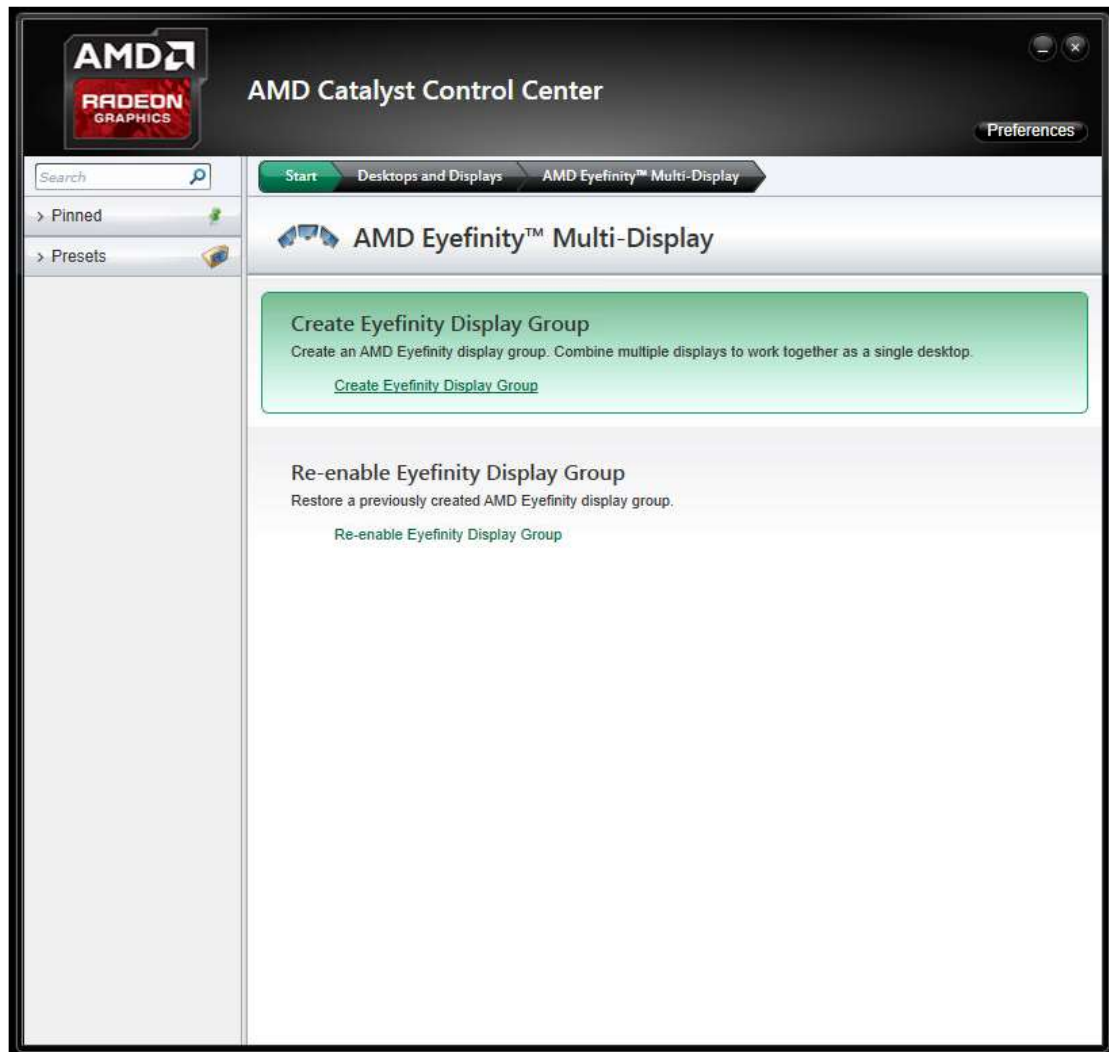 AMD
RADEON
GRAPHICS
AMD Catalyst Control Center
Preferences
Search
Start Desktops and Displays AMD Eyefinity™ Multi-Display
> Pinned
> Presets
AMD Eyefinity™ Multi-Display
Create Eyefinity Display Group
Create an AMD Eyefinity display group. Combine multiple displays to work together as a single desktop.
Create Eyefinity Display Group
Re-enable Eyefinity Display Group
Restore a previously created AMD Eyefinity display group.
Re-enable Eyefinity Display Group